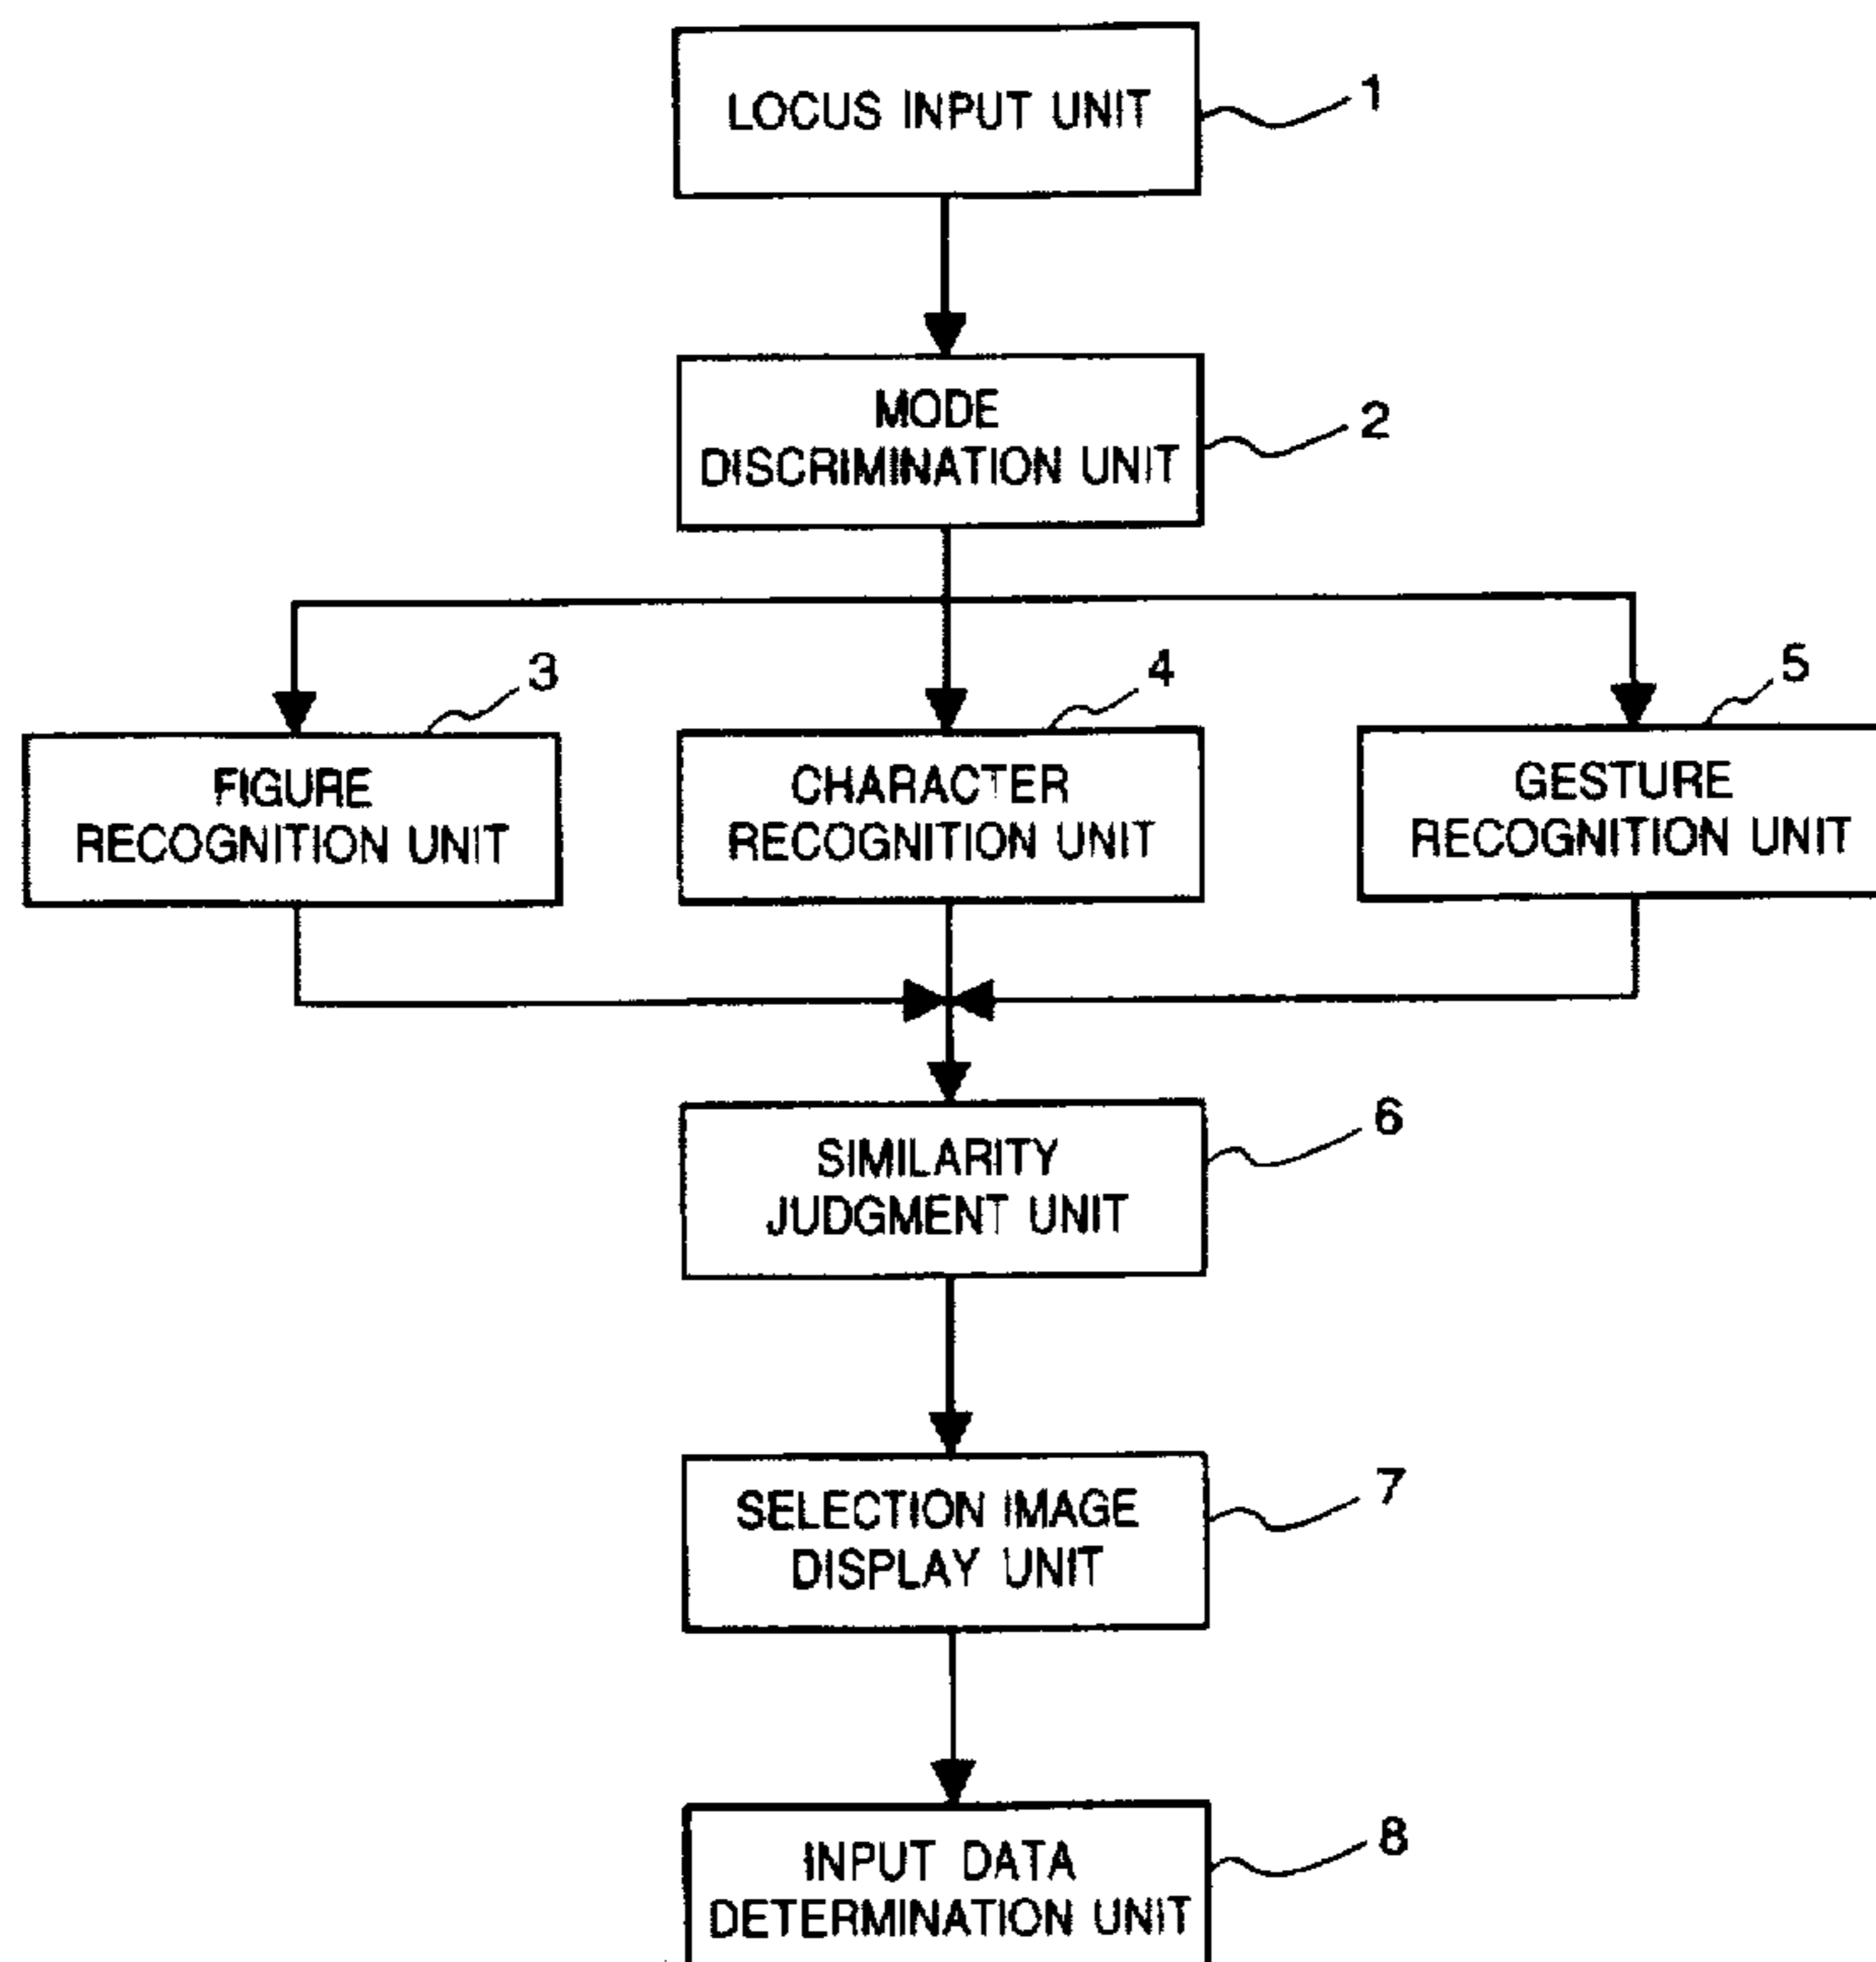 LOCUS INPUT UNIT
1
MODE
DISCRIMINATION UNIT
2
3
4
5
FIGURE
RECOGNITION UNIT
CHARACTER
RECOGNITION UNIT
GESTURE
RECOGNITION UNIT
SIMILARITY
JUDGMENT UNIT
6
SELECTION IMAGE
DISPLAY UNIT
7
INPUT DATA
DETERMINATION UNIT
8